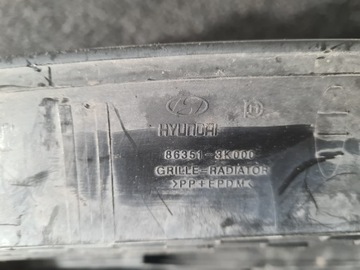 HYUNDAI
86351-3K000
GRILLE-RADIATOR
>PP+EPDM<